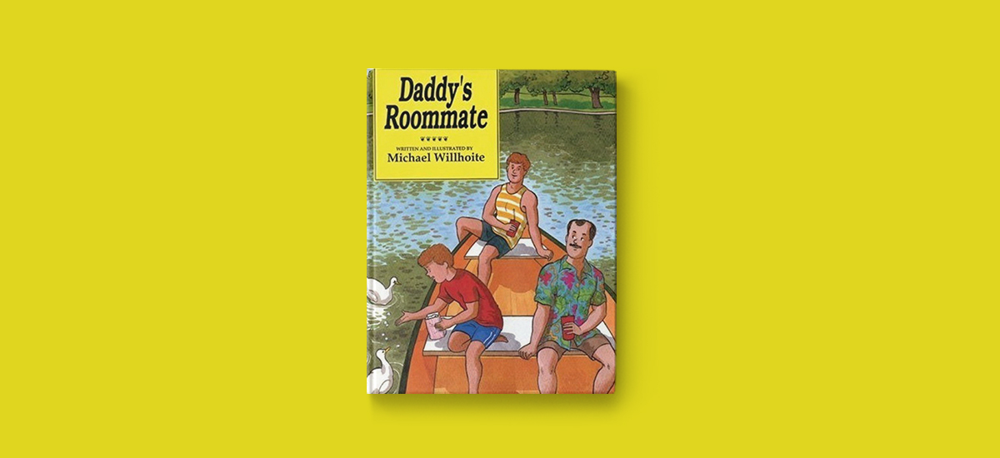 Daddy's
Roommate
WRITTEN AND ILLUSTRATED BY
Michael Willhoite